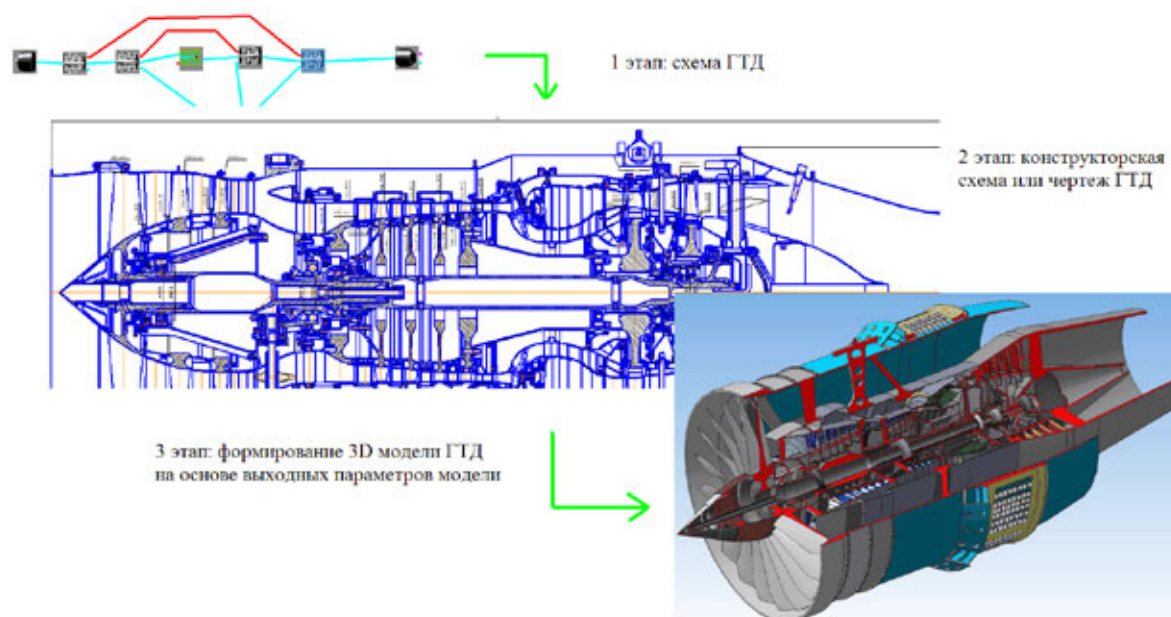 1 этап: схема ГТД
2 этап: конструкторская
схема или чертеж ГТД
3 этап: формирование 3D модели ГТД
на основе выходных параметров модели